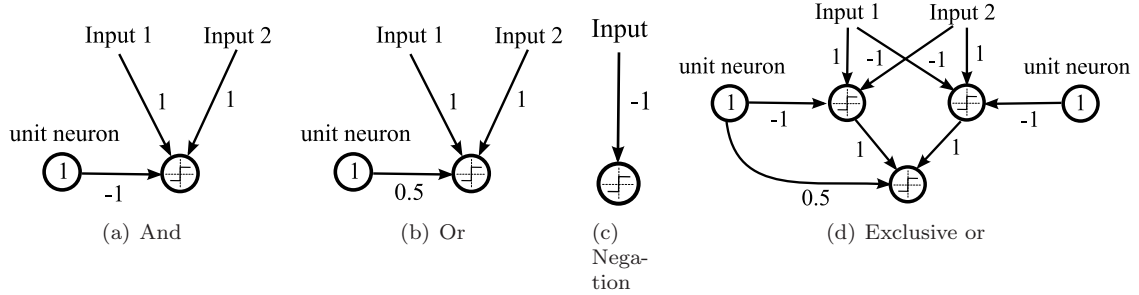 Input 1 Input 2
1 1
unit neuron
1
-1
(a) And
Input 1 Input 2
1 1
unit neuron
1
0.5
(b) Or
Input
-1
(c)
Nega-
tion
Input 1 Input 2
1 -1 -1 1
unit neuron unit neuron
1 1
-1 -1
1 1
0.5
(d) Exclusive or